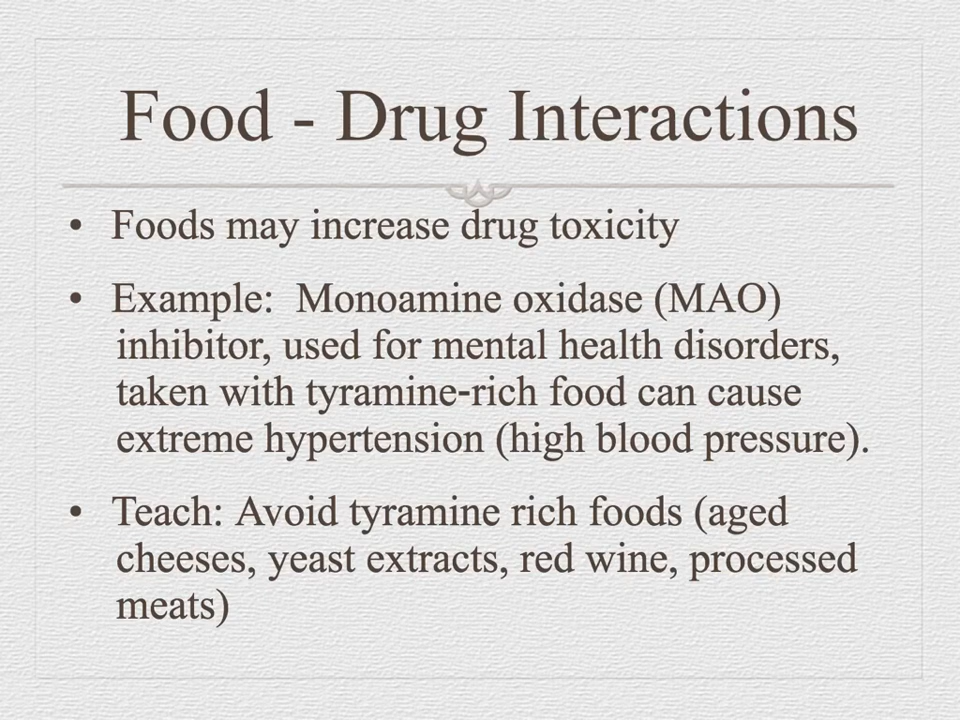 Food - Drug Interactions
• Foods may increase drug toxicity
• Example:  Monoamine oxidase (MAO)
inhibitor, used for mental health disorders,
taken with tyramine-rich food can cause
extreme hypertension (high blood pressure).
• Teach: Avoid tyramine rich foods (aged
cheeses, yeast extracts, red wine, processed
meats)